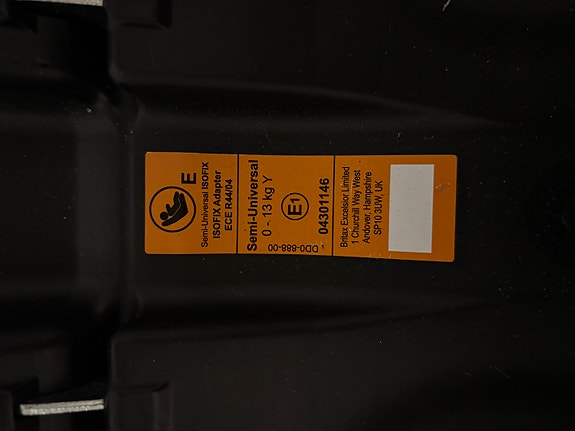 E
Semi-Universal ISOFIX
ISOFIX Adapter
ECE R44/04
Semi-Universal
0 - 13 kg Y
E1
DD0-888-00
04301146
Britax Excelsior Limited
1 Churchill Way West
Andover, Hampshire
SP10 3UW, UK